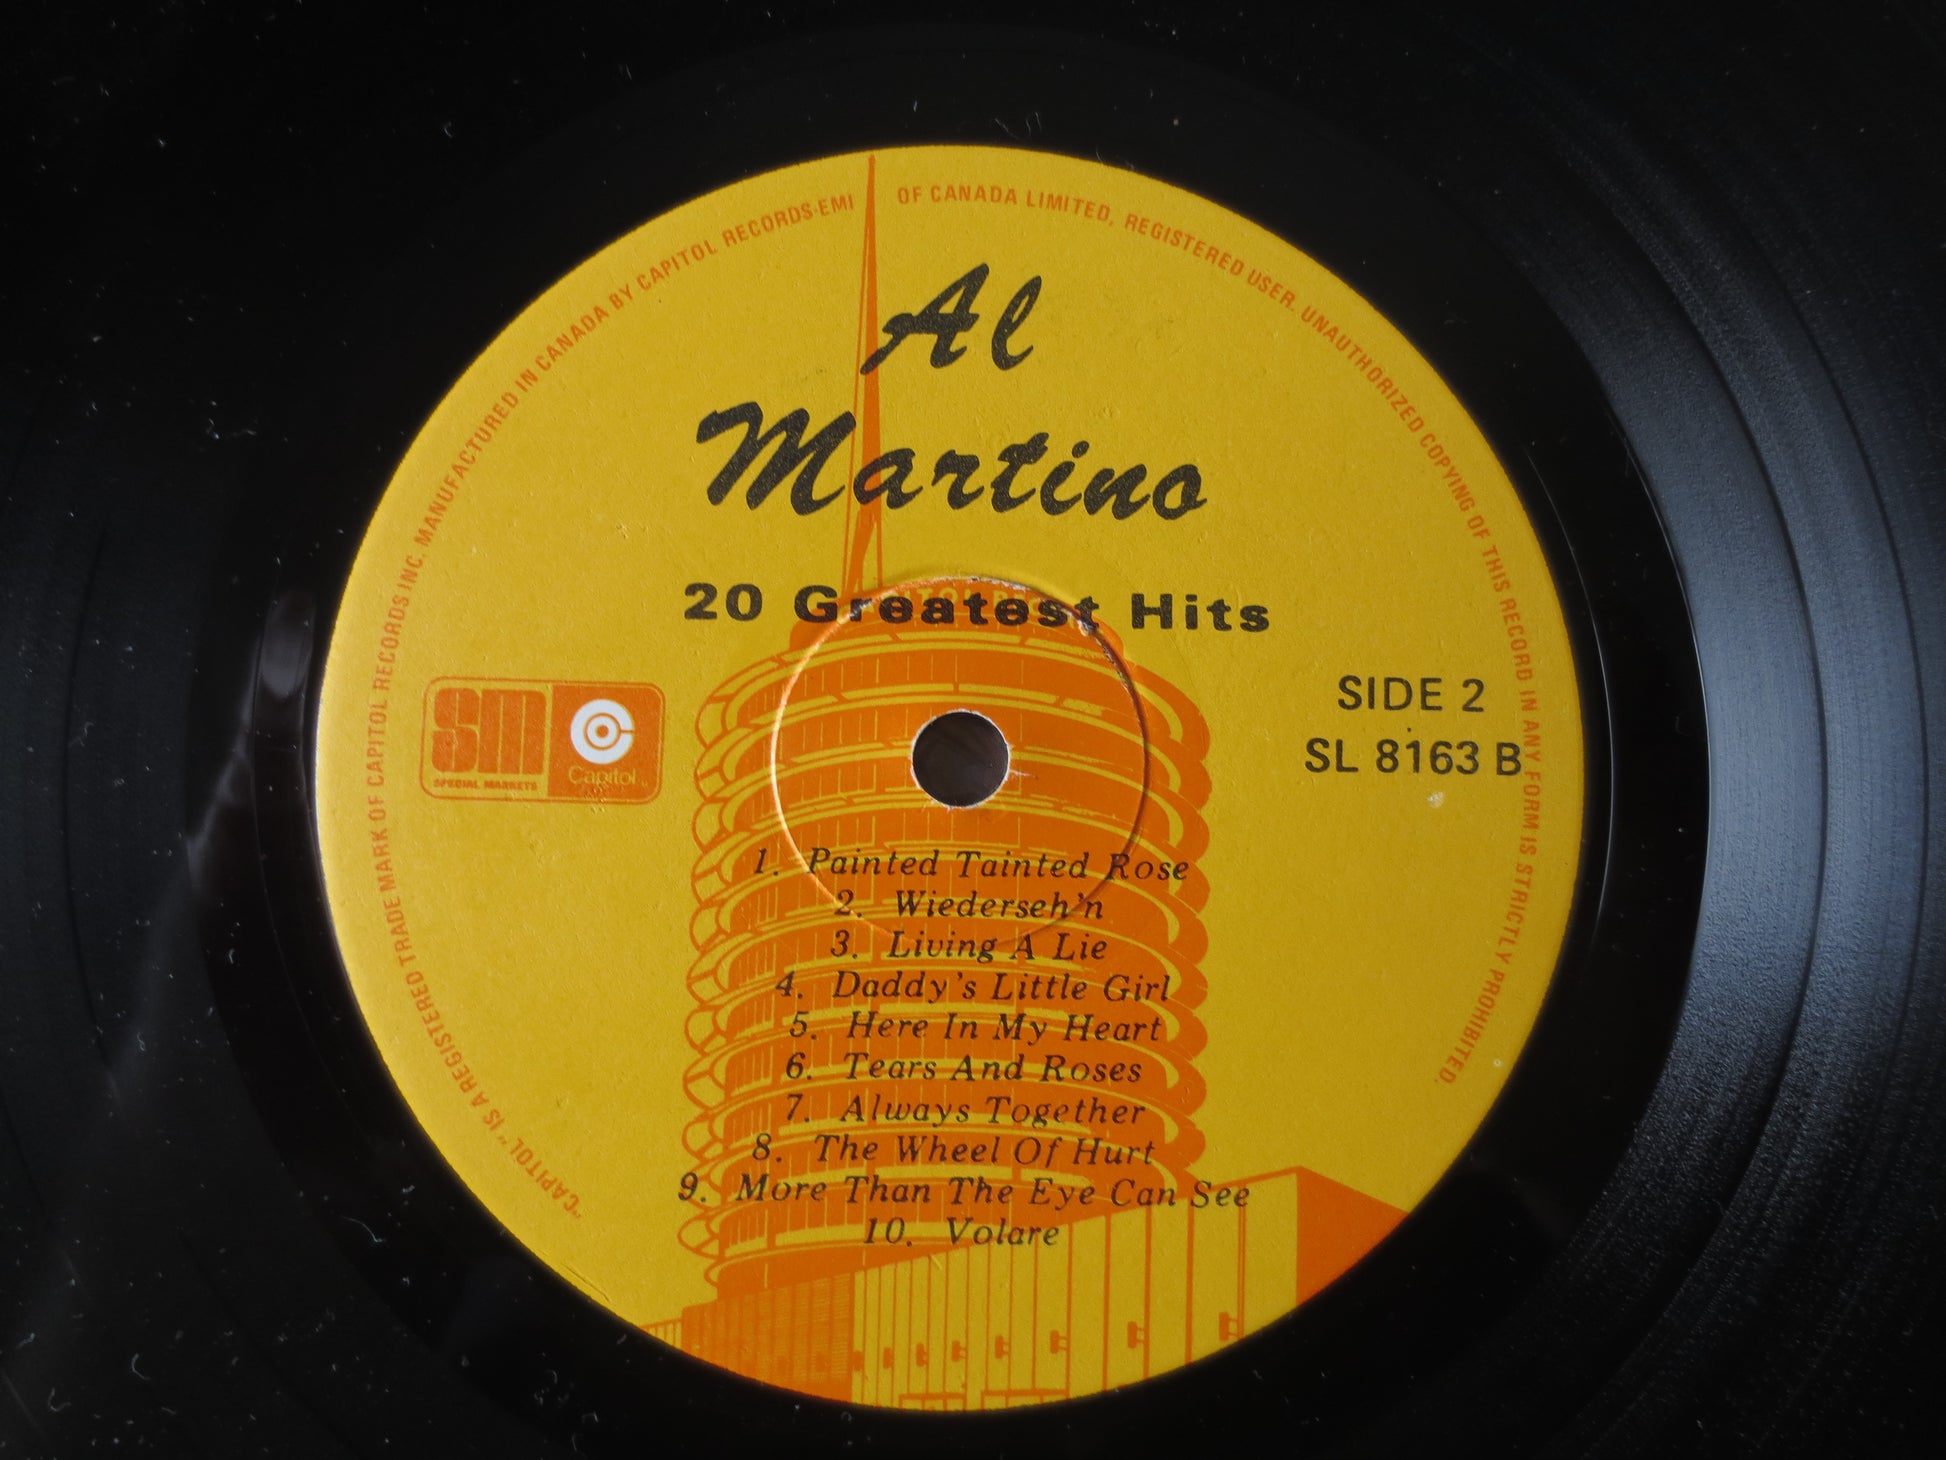 "CAPITOL" IS A REGISTERED TRADE MARK OF CAPITOL RECORDS INC. MANUFACTURED IN CANADA BY CAPITOL RECORDS-EMI OF CANADA LIMITED, REGISTERED USER. UNAUTHORIZED COPYING OF THIS RECORD IN ANY FORM IS STRICTLY PROHIBITED.
Al
Martino
20 Greatest Hits
SM
SPECIAL MARKETS
Capitol
SIDE 2
SL 8163 B
1. Painted Tainted Rose
2. Wiederseh'n
3. Living A Lie
4. Daddy's Little Girl
5. Here In My Heart
6. Tears And Roses
7. Always Together
8. The Wheel Of Hurt
9. More Than The Eye Can See
10. Volare